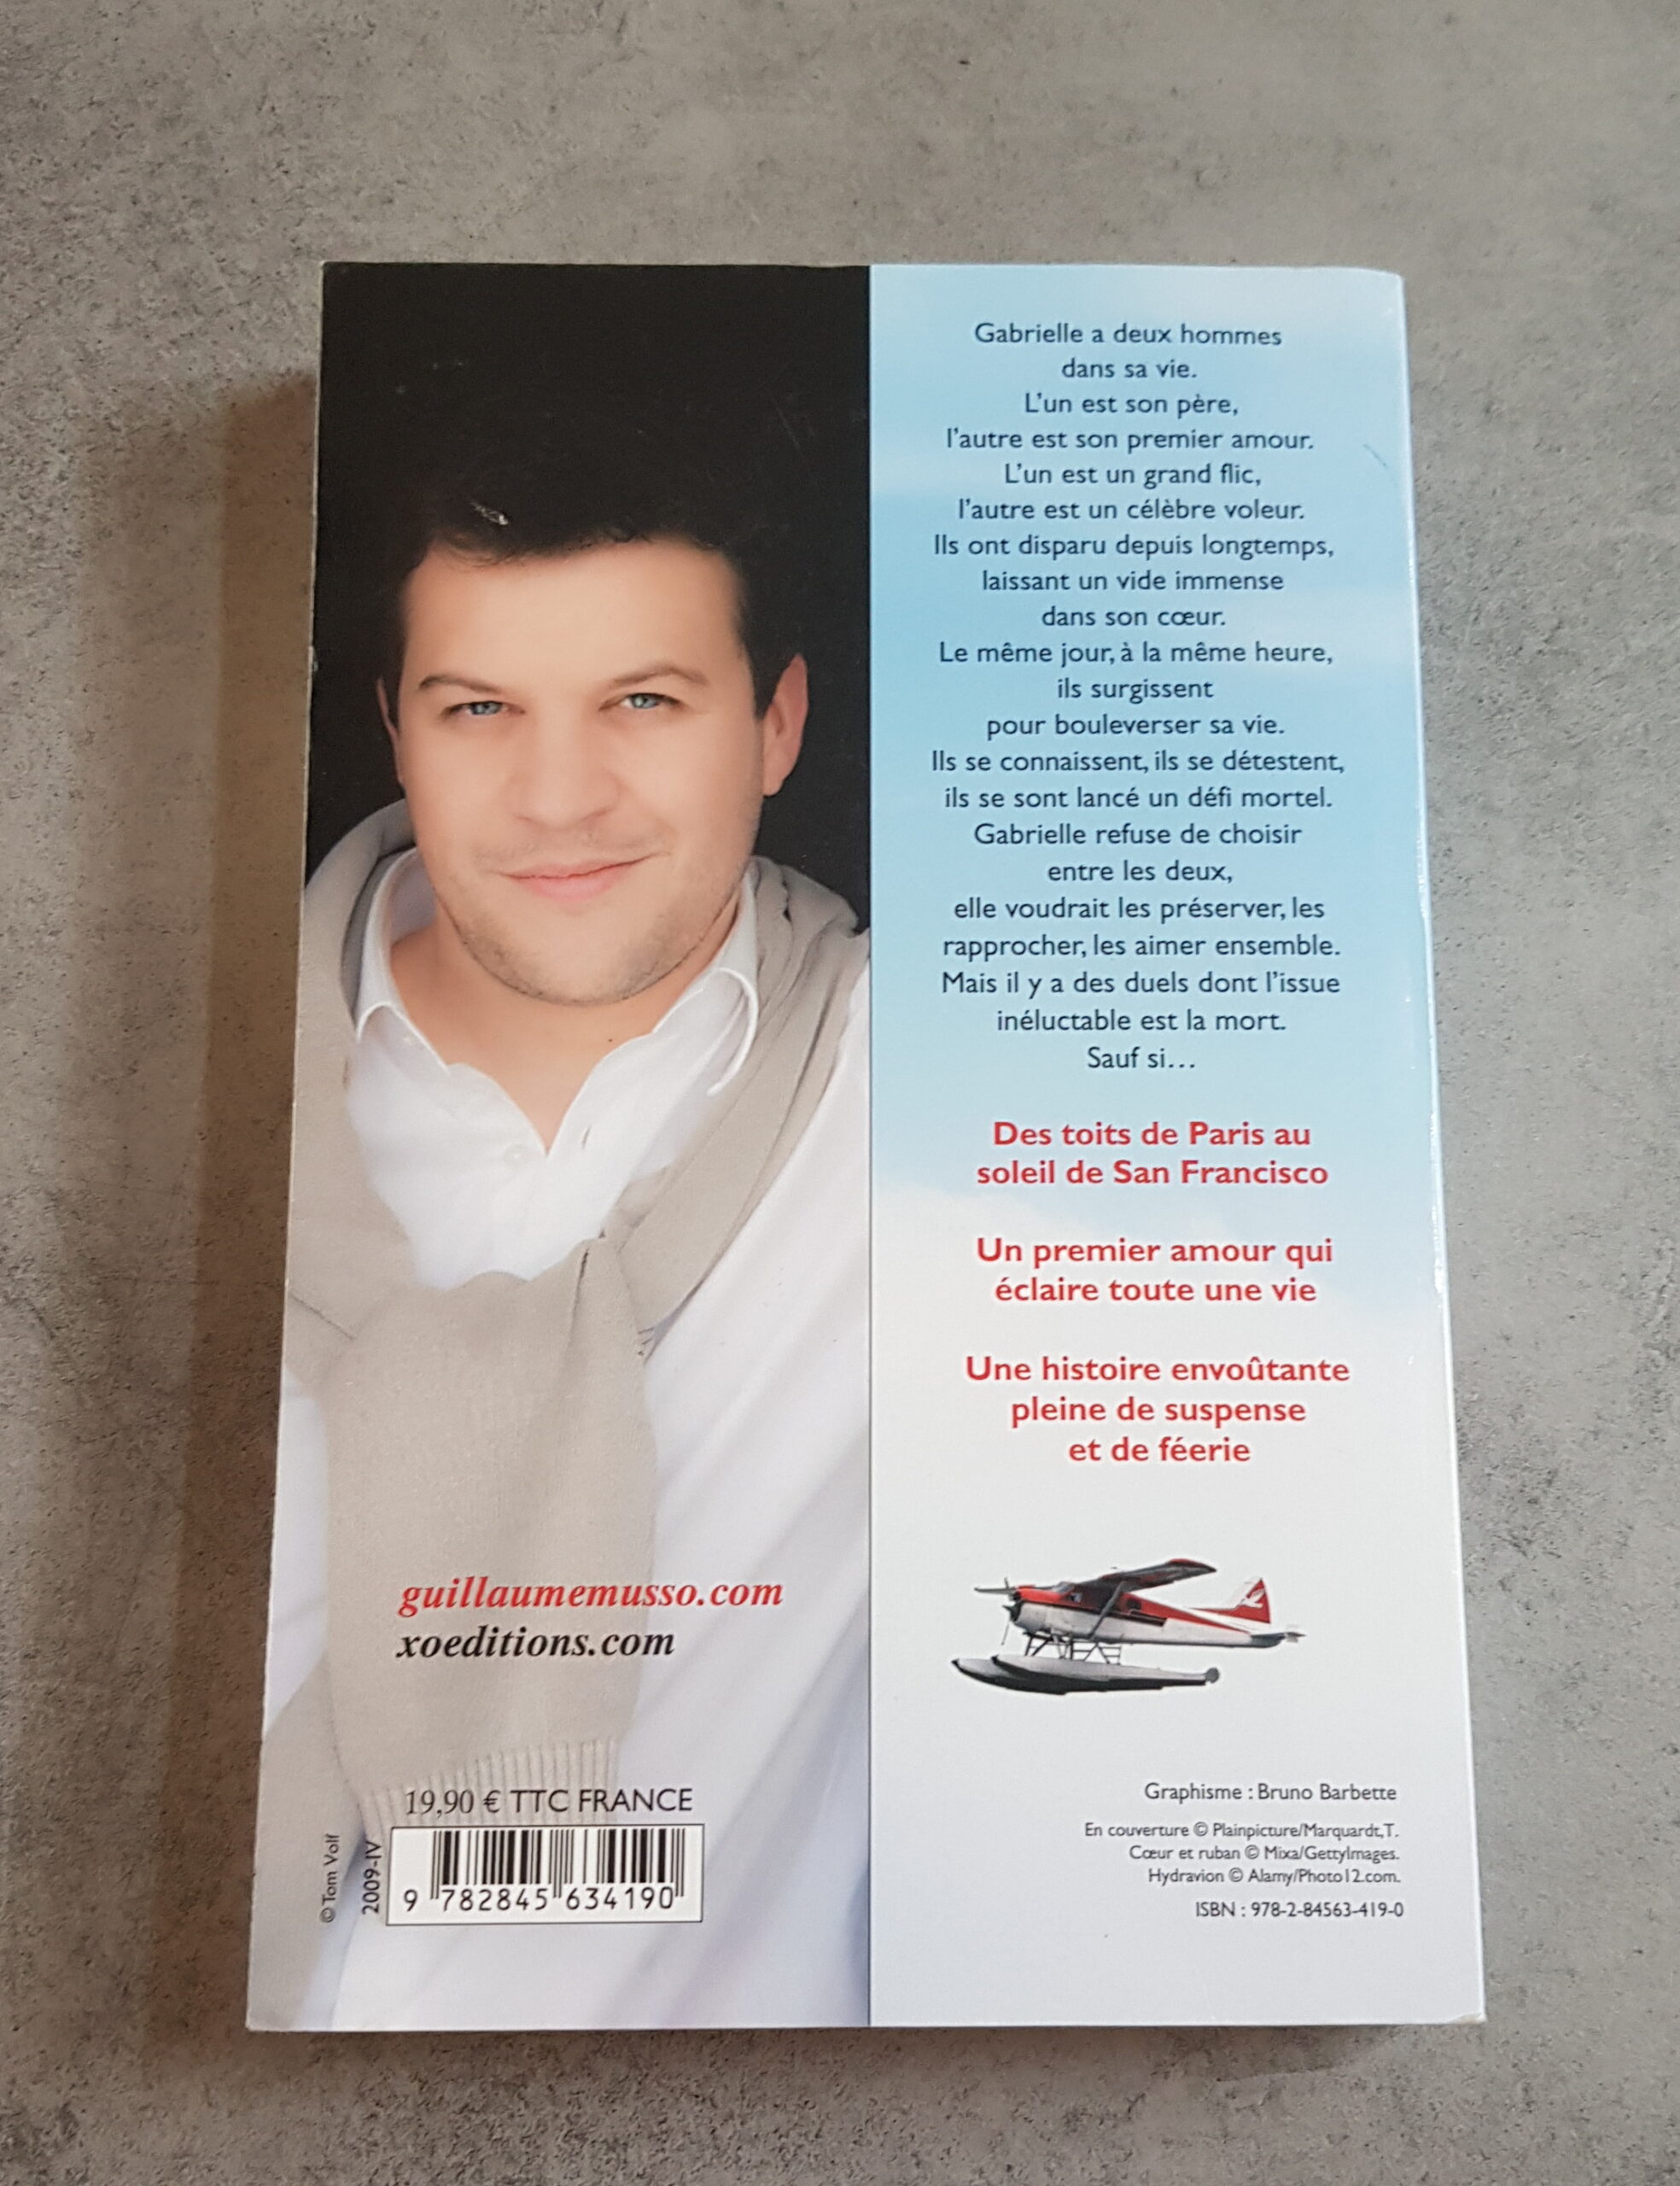 Gabrielle a deux hommes
dans sa vie.
L'un est son père,
l'autre est son premier amour.
L'un est un grand flic,
l'autre est un célèbre voleur.
Ils ont disparu depuis longtemps,
laissant un vide immense
dans son cœur.
Le même jour, à la même heure,
ils surgissent
pour bouleverser sa vie.
Ils se connaissent, ils se détestent,
ils se sont lancé un défi mortel.
Gabrielle refuse de choisir
entre les deux,
elle voudrait les préserver, les
rapprocher, les aimer ensemble.
Mais il y a des duels dont l'issue
inéluctable est la mort.
Sauf si...
Des toits de Paris au
soleil de San Francisco
Un premier amour qui
éclaire toute une vie
Une histoire envoûtante
pleine de suspense
et de féerie
guillaumemusso.com
xoeditions.com
19,90 € TTC FRANCE
© Tom Volf
2009-IV
9 782845 634190
Graphisme : Bruno Barbette
En couverture © Plainpicture/Marquardt,T.
Cœur et ruban © Mixa/GettyImages.
Hydravion © Alamy/Photo12.com.
ISBN : 978-2-84563-419-0